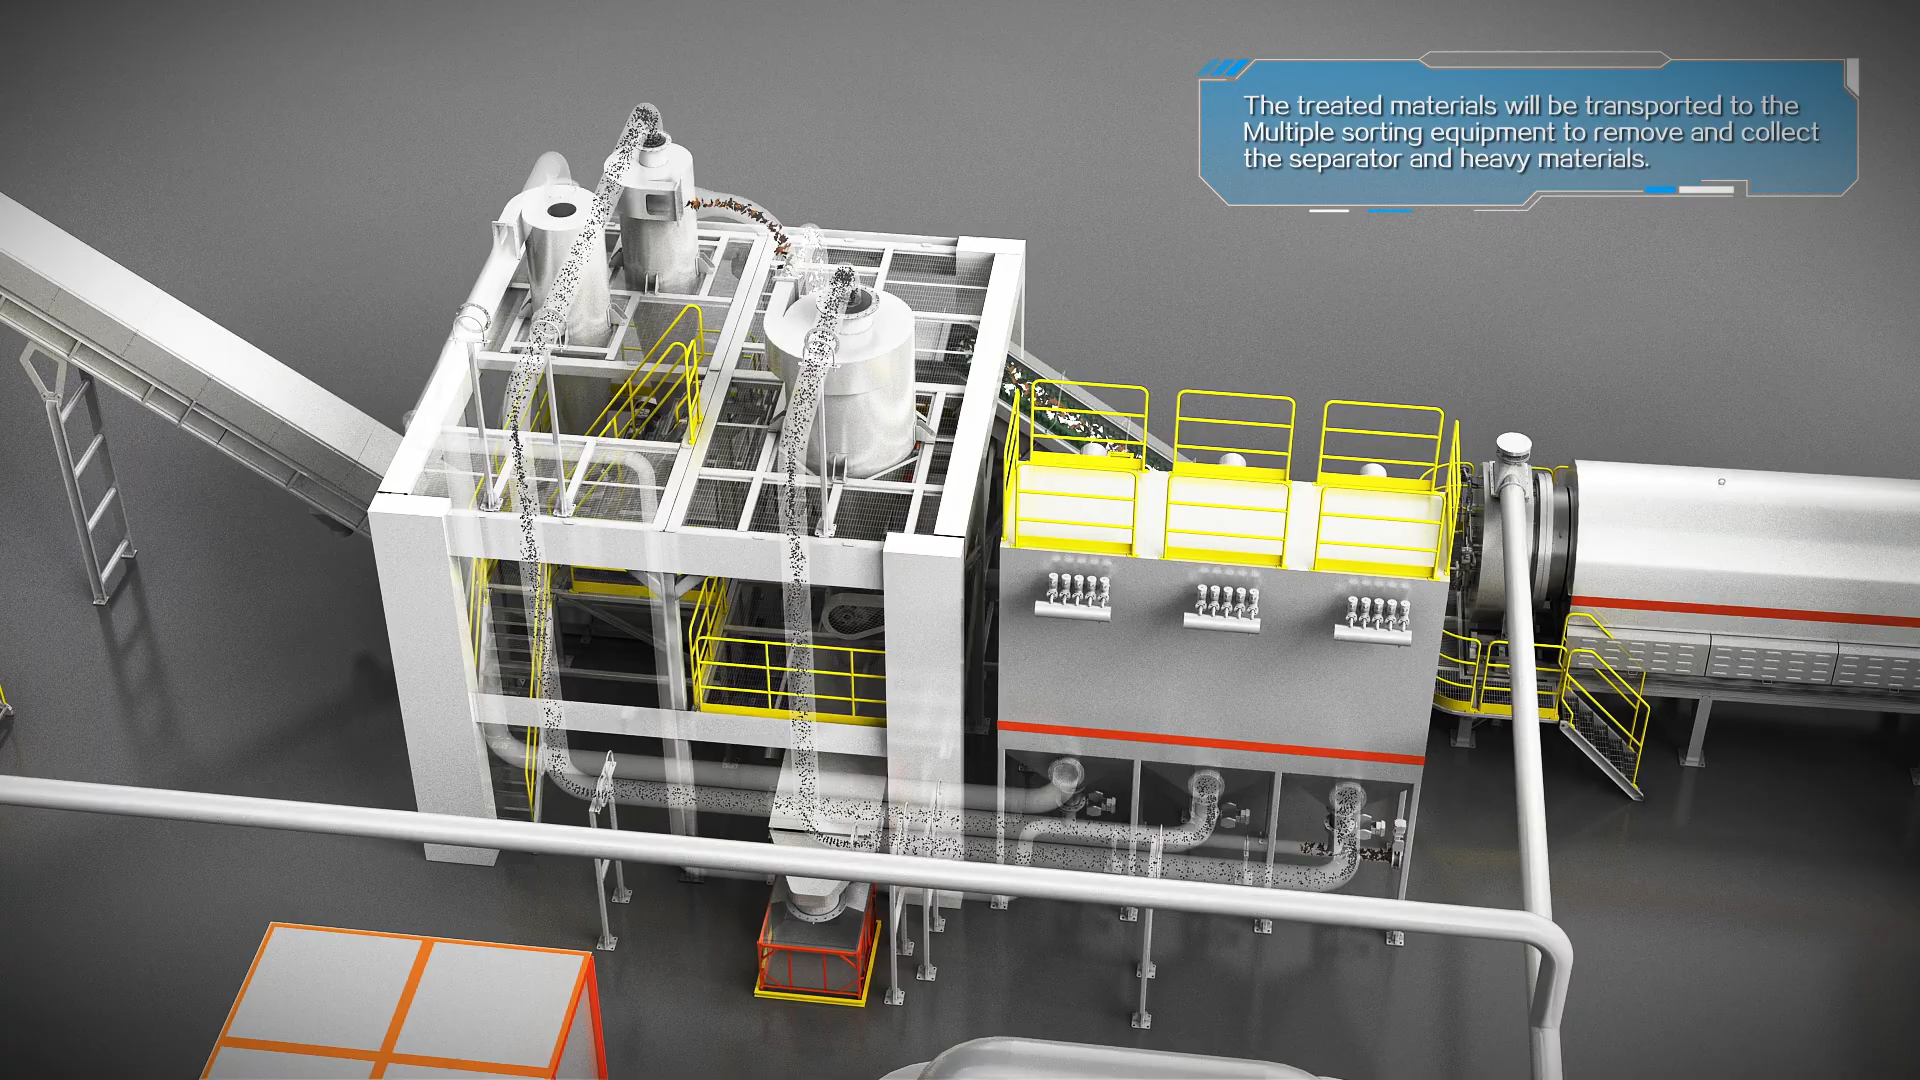 The treated materials will be transported to the
Multiple sorting equipment to remove and collect
the separator and heavy materials.